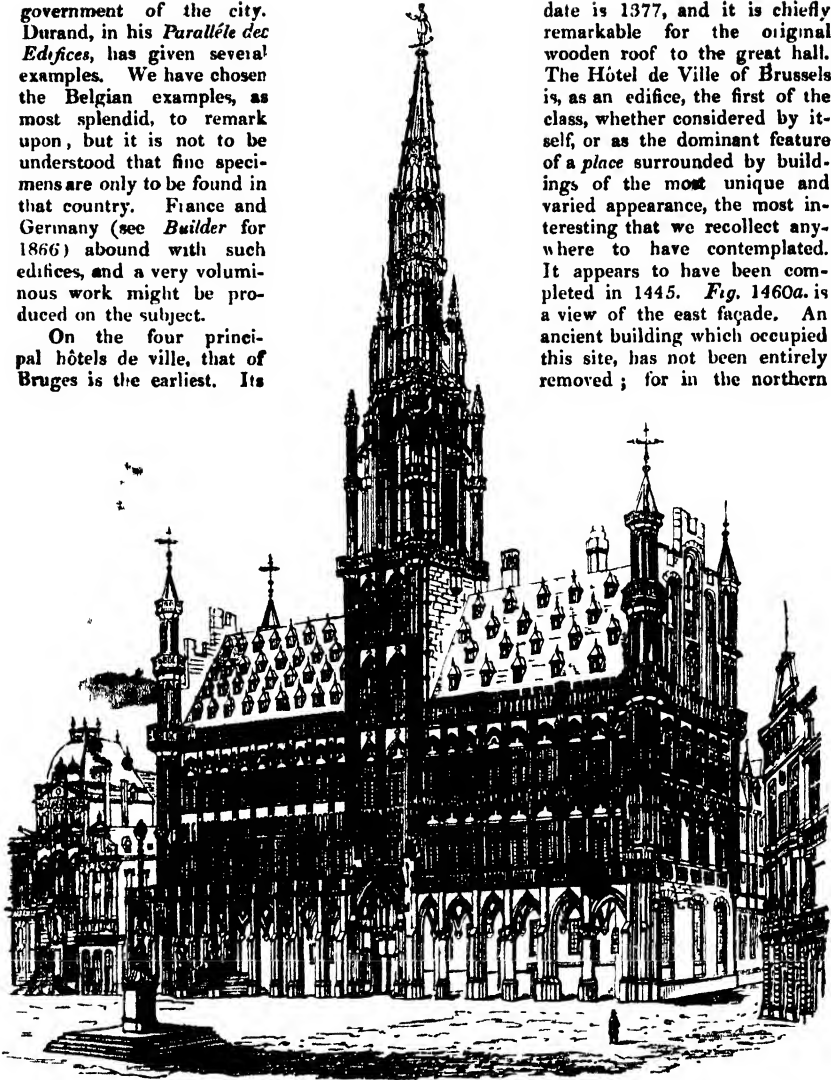 government of the city.
Durand, in his Paralléle dec
Edifices, has given several
examples. We have chosen
the Belgian examples, as
most splendid, to remark
upon, but it is not to be
understood that fine speci-
mens are only to be found in
that country. France and
Germany (see Builder for
1866) abound with such
edifices, and a very volumi-
nous work might be pro-
duced on the subject.
On the four princi-
pal hôtels de ville, that of
Bruges is the earliest. Its
date is 1377, and it is chiefly
remarkable for the original
wooden roof to the great hall.
The Hôtel de Ville of Brussels
is, as an edifice, the first of the
class, whether considered by it-
self, or as the dominant feature
of a place surrounded by build-
ings of the most unique and
varied appearance, the most in-
teresting that we recollect any-
where to have contemplated.
It appears to have been com-
pleted in 1445. Fig. 1460a. is
a view of the east façade. An
ancient building which occupied
this site, has not been entirely
removed ; for in the northern